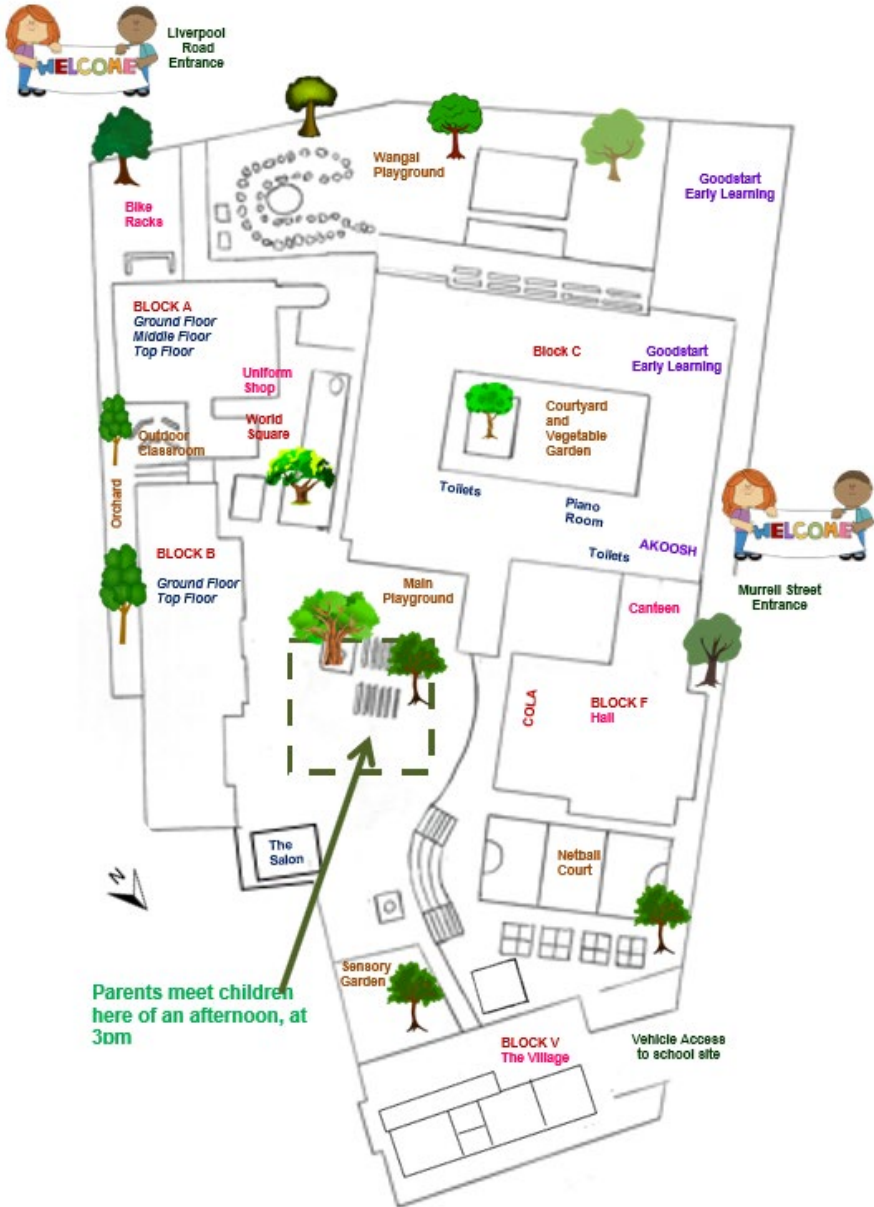 WELCOME
Liverpool
Road
Entrance
Wangal
Playground
Goodstart
Early Learning
Bike
Racks
BLOCK A
Ground Floor
Middle Floor
Top Floor
Block C
Goodstart
Early Learning
Uniform
Shop
World
Square
Courtyard
and
Vegetable
Garden
Outdoor
Classroom
Orchard
Toilets
Piano
Room
WELCOME
BLOCK B
Ground Floor
Top Floor
Toilets
AKOOSH
Main
Playground
Murrell Street
Entrance
Canteen
COLA
BLOCK F
Hall
The
Salon
Netball
Court
N
Sensory
Garden
Parents meet children
here of an afternoon, at
3pm
BLOCK V
The Village
Vehicle Access
to school site